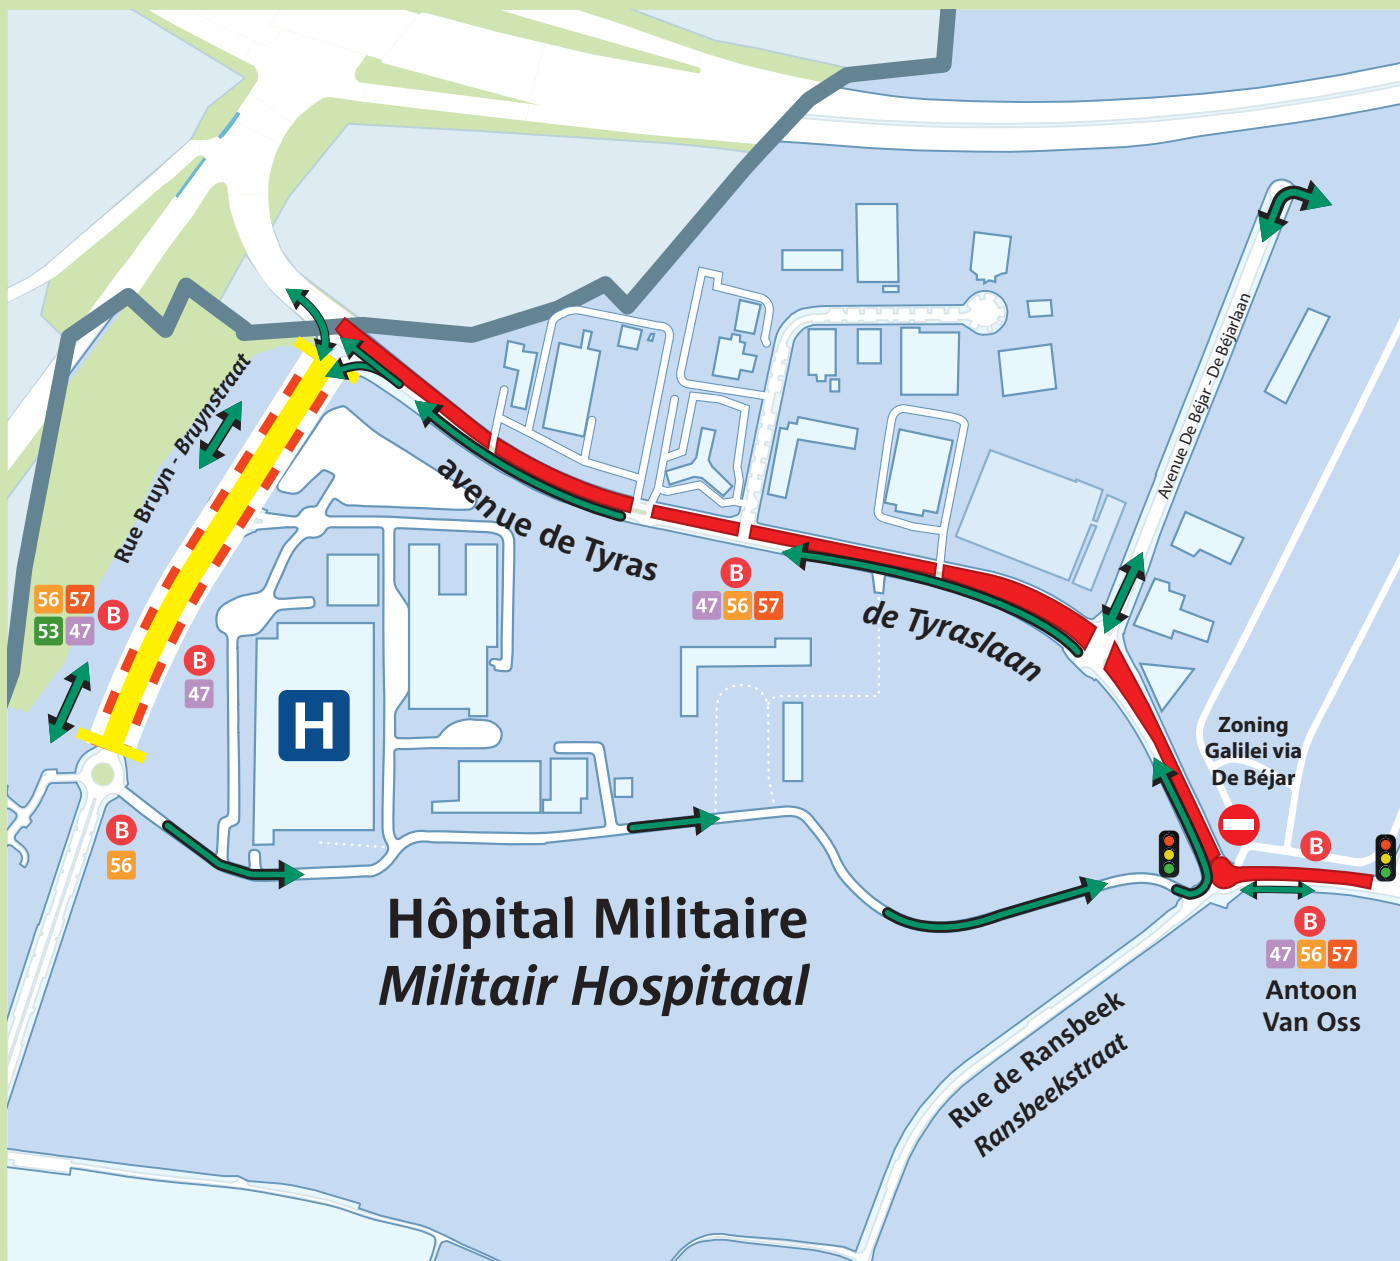 Avenue De Béjar - De Béjarlaan
Rue Bruyn - Bruynstraat
avenue de Tyras
de Tyraslaan
56 57
53 47
B
B
47
B
47 56 57
H
B
56
Zoning
Galilei via
De Béjar
B
B
47 56 57
Antoon
Van Oss
Hôpital Militaire
Militair Hospitaal
Rue de Ransbeek
Ransbeekstraat